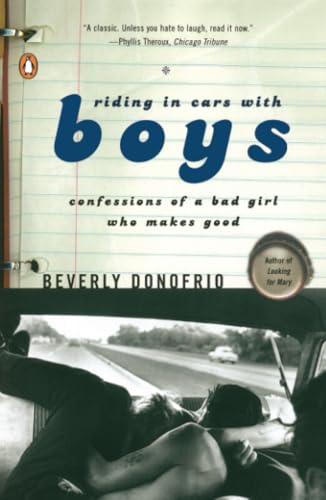 "A classic. Unless you hate to laugh, read it now."
—Phyllis Theroux, Chicago Tribune
riding in cars with
boys
confessions of a bad girl
who makes good
Author of
Looking
for Mary
BEVERLY DONOFRIO